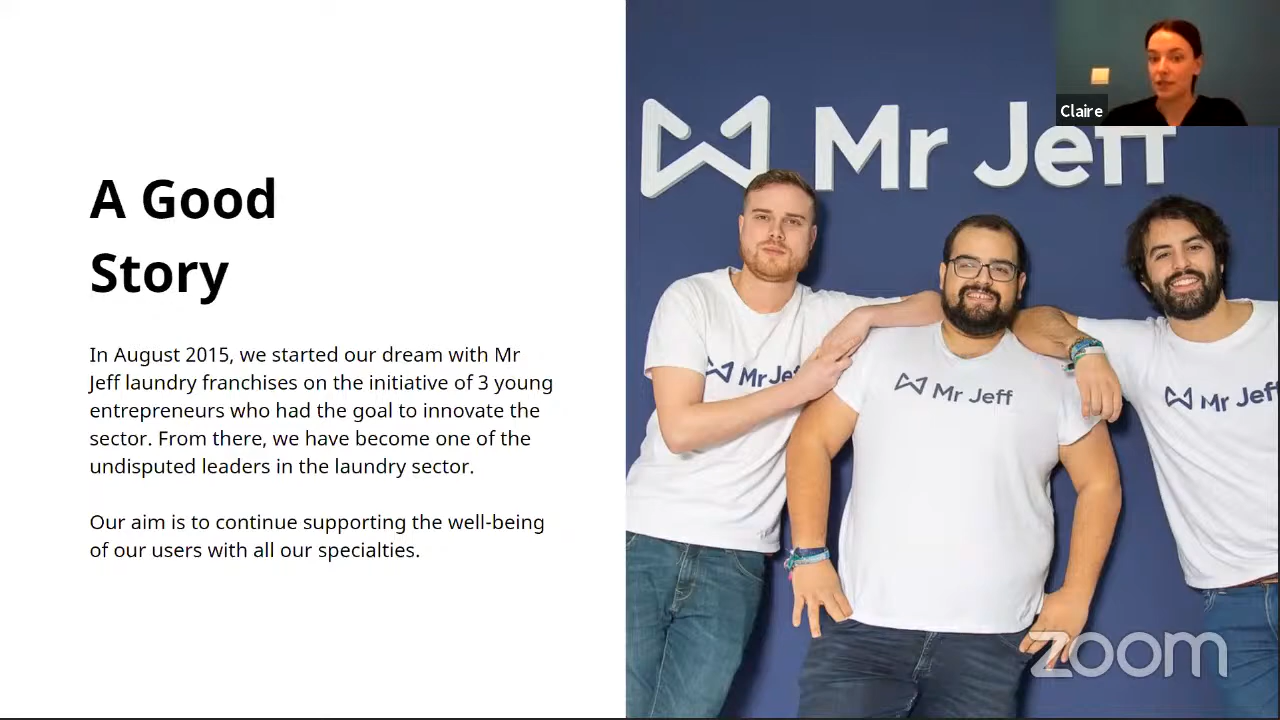 A Good
Story
In August 2015, we started our dream with Mr
Jeff laundry franchises on the initiative of 3 young
entrepreneurs who had the goal to innovate the
sector. From there, we have become one of the
undisputed leaders in the laundry sector.
Our aim is to continue supporting the well-being
of our users with all our specialties.
Claire
Mr Jeff
Mr Jeff
Mr Jeff
Mr Jeff
zoom